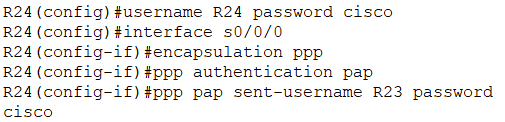 R24(config)#username R24 password cisco
R24(config)#interface s0/0/0
R24(config-if)#encapsulation ppp
R24(config-if)#ppp authentication pap
R24(config-if)#ppp pap sent-username R23 password
cisco